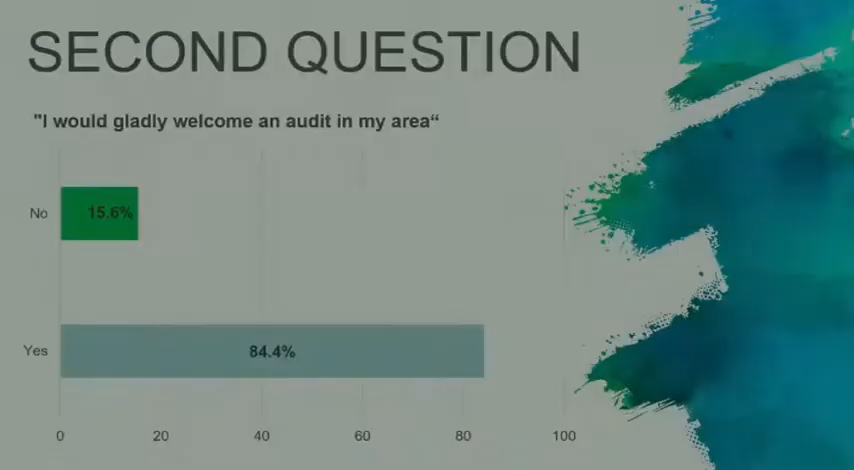 SECOND QUESTION
"I would gladly welcome an audit in my area“
No 15.6%
Yes 84.4%
0 20 40 60 80 100